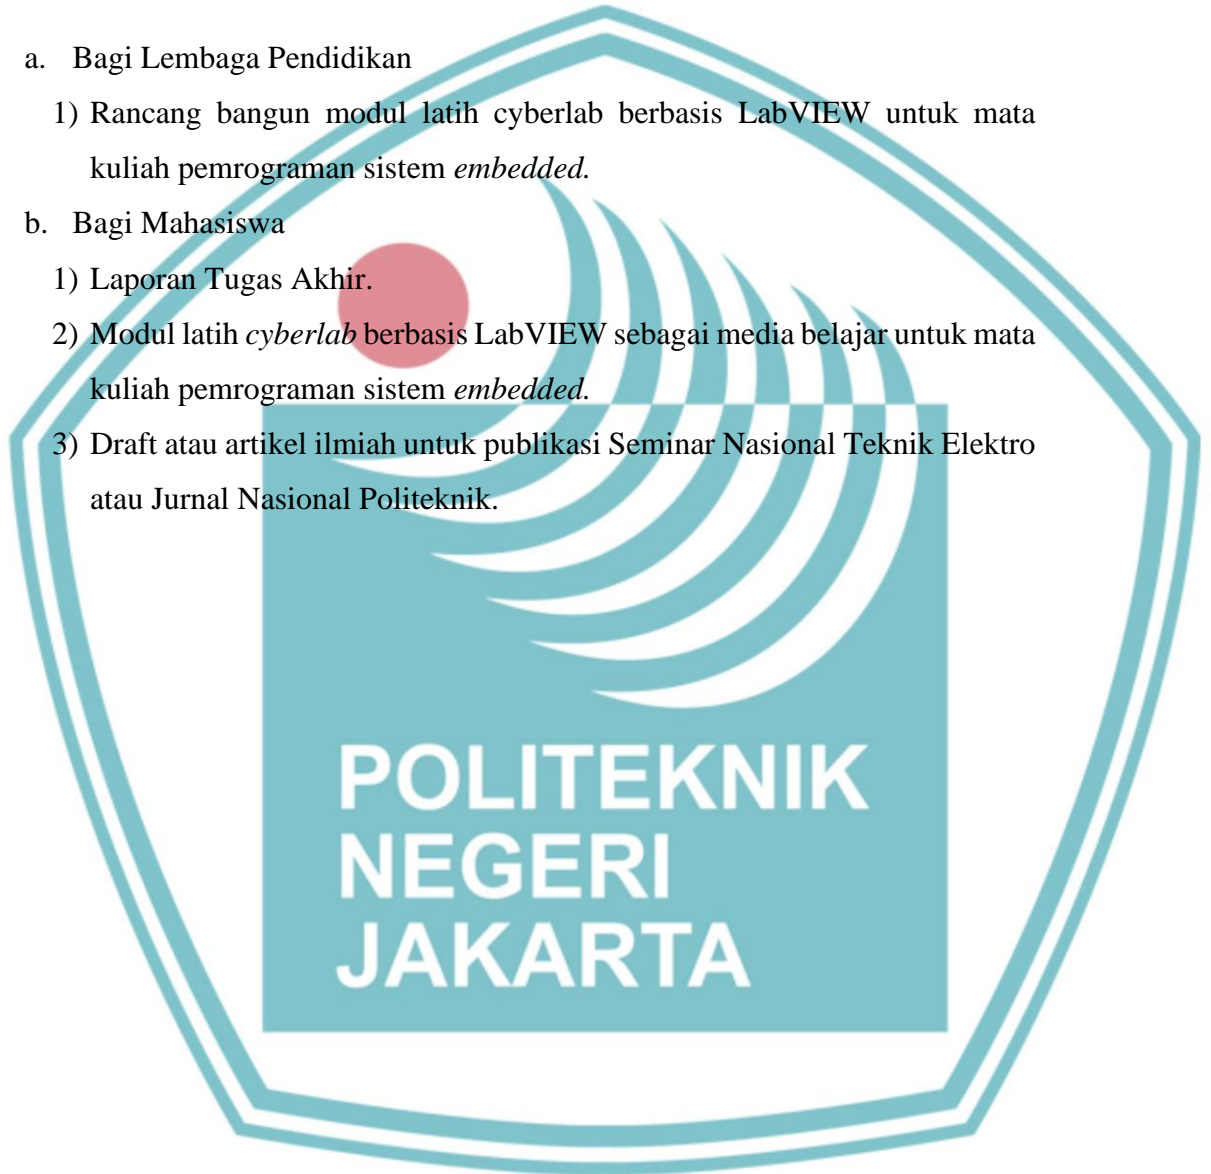 a. Bagi Lembaga Pendidikan
1) Rancang bangun modul latih cyberlab berbasis LabVIEW untuk mata
kuliah pemrograman sistem embedded.
b. Bagi Mahasiswa
1) Laporan Tugas Akhir.
2) Modul latih cyberlab berbasis LabVIEW sebagai media belajar untuk mata
kuliah pemrograman sistem embedded.
3) Draft atau artikel ilmiah untuk publikasi Seminar Nasional Teknik Elektro
atau Jurnal Nasional Politeknik.
POLITEKNIK
NEGERI
JAKARTA